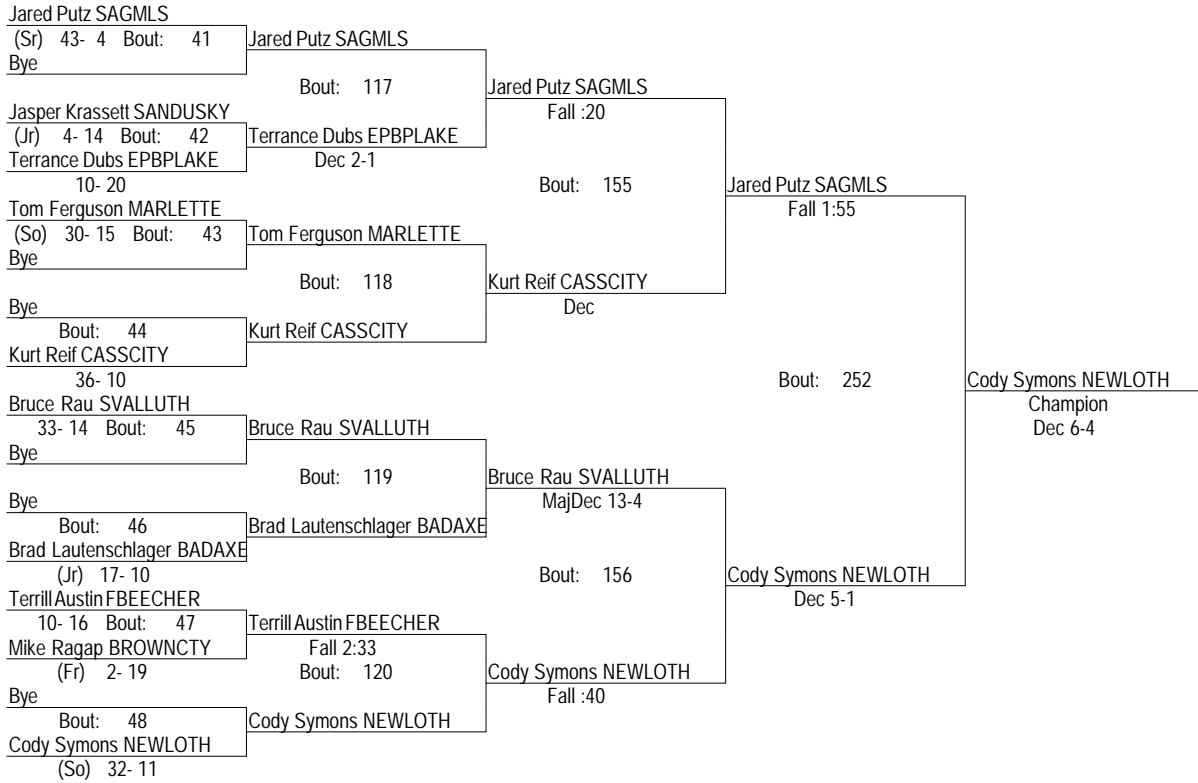 Jared Putz SAGMLS
(Sr) 43- 4 Bout: 41
Jared Putz SAGMLS
Bye
Bout: 117
Jared Putz SAGMLS
Jasper Krassett SANDUSKY
Fall :20
(Jr) 4- 14 Bout: 42
Terrance Dubs EPBPLAKE
Terrance Dubs EPBPLAKE
Dec 2-1
10- 20
Bout: 155
Jared Putz SAGMLS
Tom Ferguson MARLETTE
Fall 1:55
(So) 30- 15 Bout: 43
Tom Ferguson MARLETTE
Bye
Bout: 118
Kurt Reif CASSCITY
Bye
Dec
Bout: 44
Kurt Reif CASSCITY
Kurt Reif CASSCITY
36- 10
Bout: 252
Cody Symons NEWLOTH
Bruce Rau SVALLUTH
Champion
33- 14 Bout: 45
Bruce Rau SVALLUTH
Dec 6-4
Bye
Bout: 119
Bruce Rau SVALLUTH
Bye
MajDec 13-4
Bout: 46
Brad Lautenschlager BADAXE
Brad Lautenschlager BADAXE
(Jr) 17- 10
Bout: 156
Cody Symons NEWLOTH
Terrill Austin FBEECHER
Dec 5-1
10- 16 Bout: 47
Terrill Austin FBEECHER
Mike Ragap BROWNCTY
Fall 2:33
(Fr) 2- 19
Bout: 120
Cody Symons NEWLOTH
Bye
Fall :40
Bout: 48
Cody Symons NEWLOTH
Cody Symons NEWLOTH
(So) 32- 11